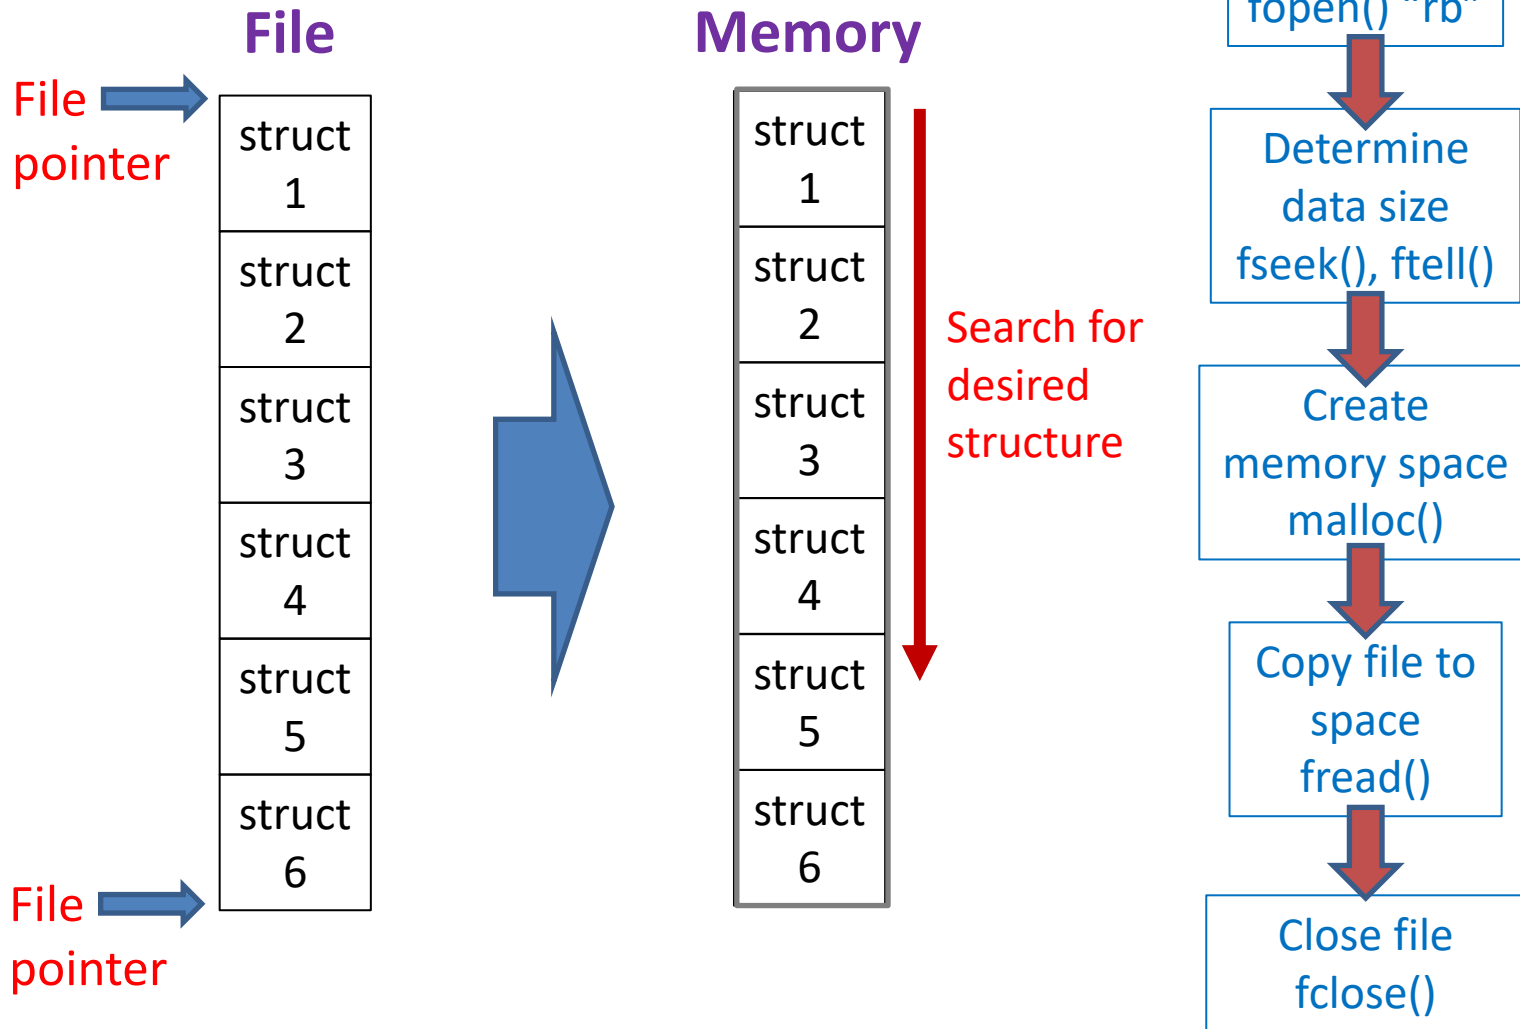 File
File
pointer
struct
1
struct
2
struct
3
struct
4
struct
5
struct
6
File
pointer
Memory
struct
1
struct
2
struct
3
struct
4
struct
5
struct
6
Search for
desired
structure
fopen() "rb"
Determine
data size
fseek(), ftell()
Create
memory space
malloc()
Copy file to
space
fread()
Close file
fclose()